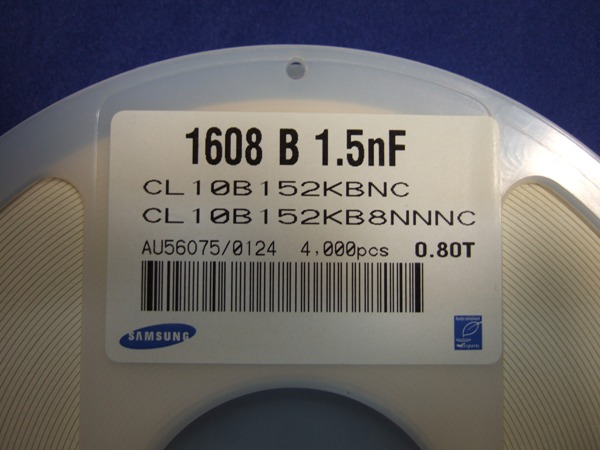 1608 B 1.5nF
CL10B152KBNC
CL10B152KB8NNNC
AU56075/0124 4,000pcs 0.80T
SAMSUNG